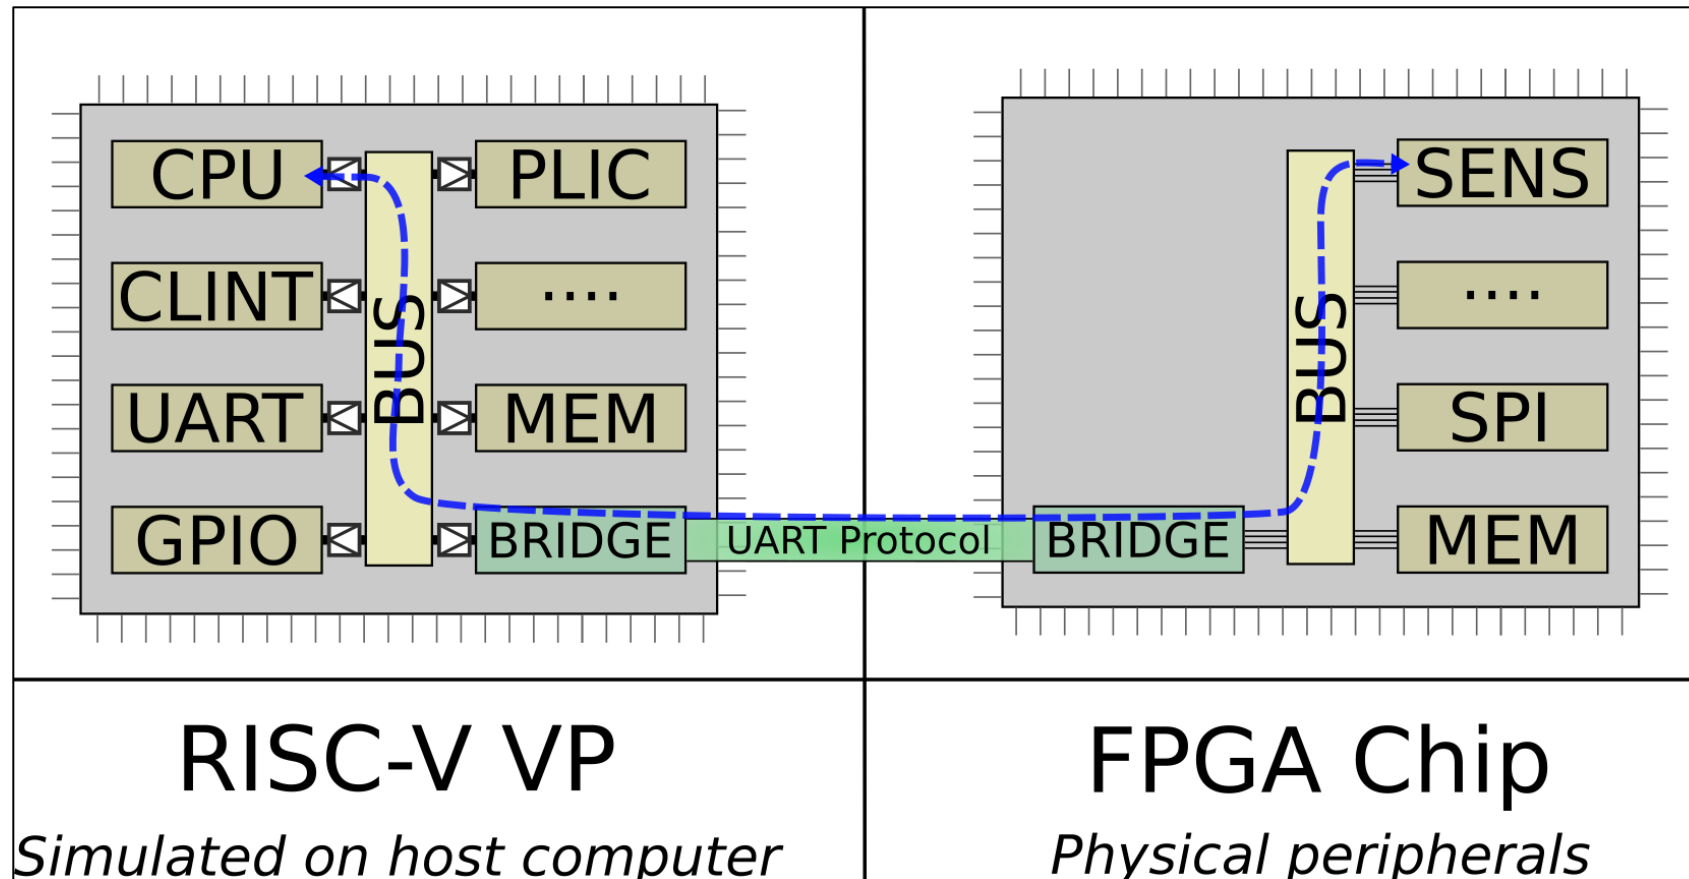 CPU
PLIC
CLINT
....
UART
MEM
GPIO
BRIDGE
BUS
UART Protocol
BRIDGE
BUS
SENS
....
SPI
MEM
RISC-V VP
Simulated on host computer
FPGA Chip
Physical peripherals